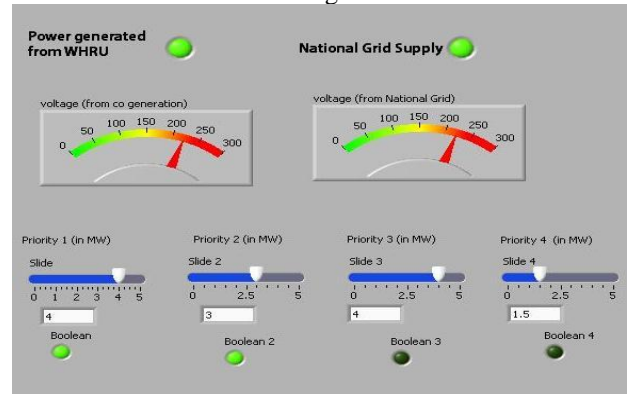 Power generated
from WHRU
National Grid Supply
voltage (from co generation)
0 50 100 150 200 250 300
voltage (from National Grid)
0 50 100 150 200 250 300
Priority 1 (in MW)
Priority 2 (in MW)
Priority 3 (in MW)
Priority 4 (in MW)
Slide
Slide 2
Slide 3
Slide 4
0 1 2 3 4 5
0 2.5 5
0 2.5 5
0 2.5 5
4
3
4
1.5
Boolean
Boolean 2
Boolean 3
Boolean 4